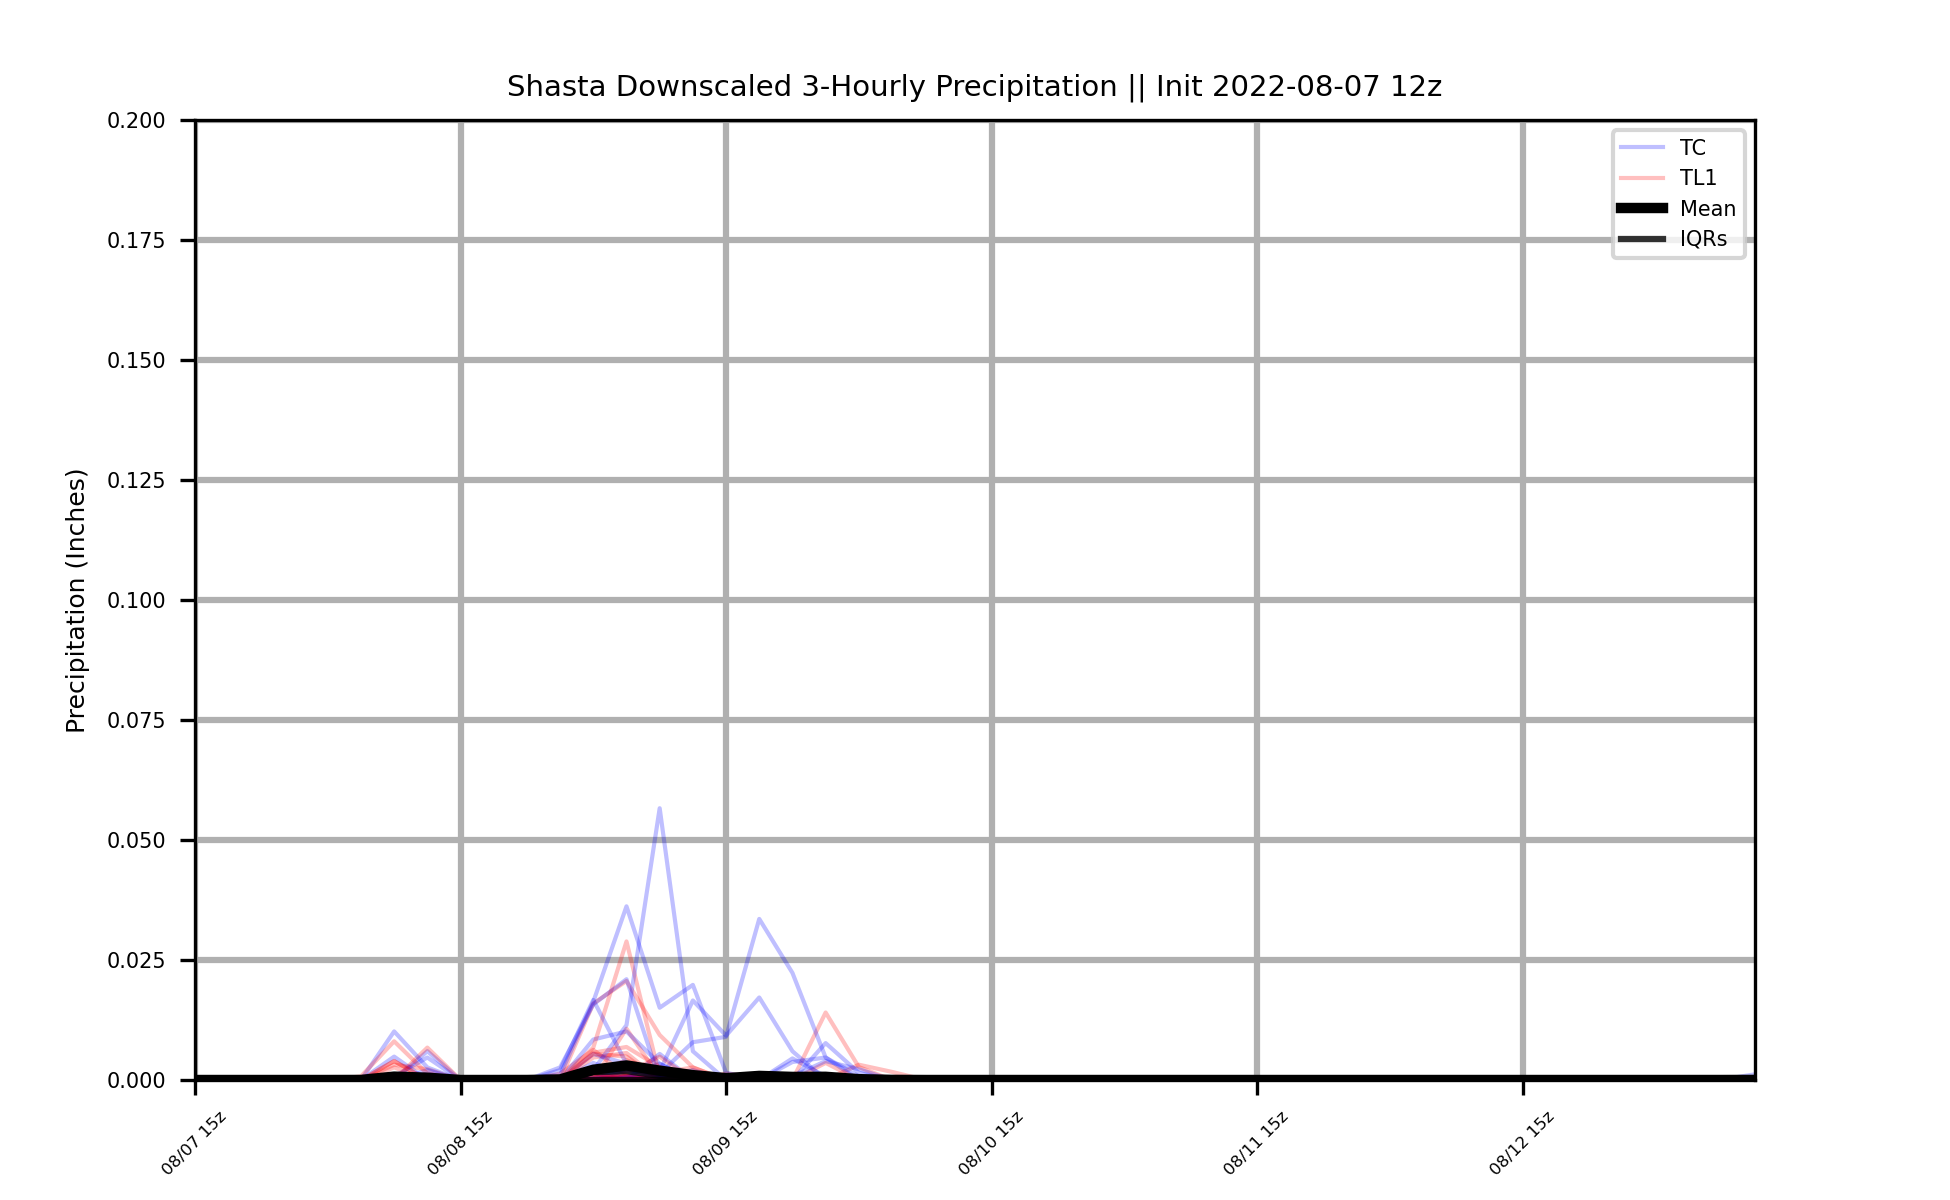 Shasta Downscaled 3-Hourly Precipitation || Init 2022-08-07 12z
TC
TL1
Mean
IQRs
Precipitation (Inches)
0.200
0.175
0.150
0.125
0.100
0.075
0.050
0.025
0.000
08/07 15z
08/08 15z
08/09 15z
08/10 15z
08/11 15z
08/12 15z